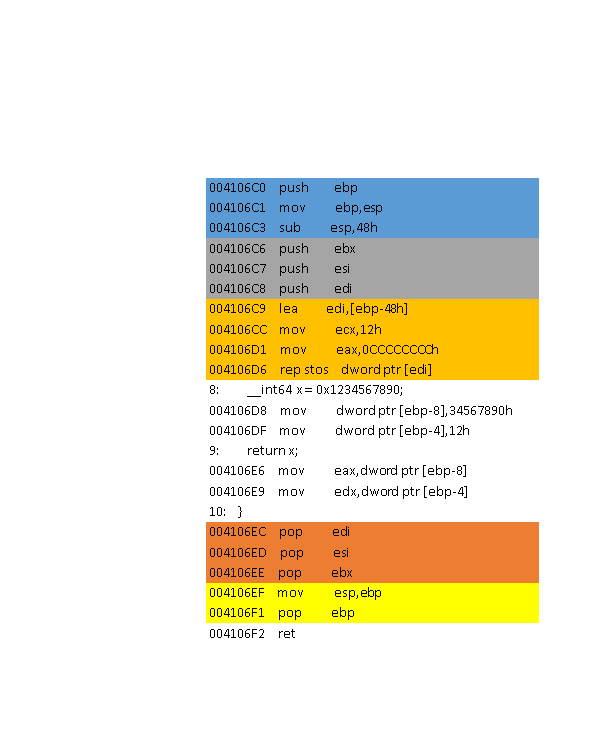 004106C0 push ebp
004106C1 mov ebp,esp
004106C3 sub esp,48h
004106C6 push ebx
004106C7 push esi
004106C8 push edi
004106C9 lea edi,[ebp-48h]
004106CC mov ecx,12h
004106D1 mov eax,0CCCCCCCCh
004106D6 rep stos dword ptr [edi]
8: __int64 x = 0x1234567890;
004106D8 mov dword ptr [ebp-8],34567890h
004106DF mov dword ptr [ebp-4],12h
9: return x;
004106E6 mov eax,dword ptr [ebp-8]
004106E9 mov edx,dword ptr [ebp-4]
10: }
004106EC pop edi
004106ED pop esi
004106EE pop ebx
004106EF mov esp,ebp
004106F1 pop ebp
004106F2 ret